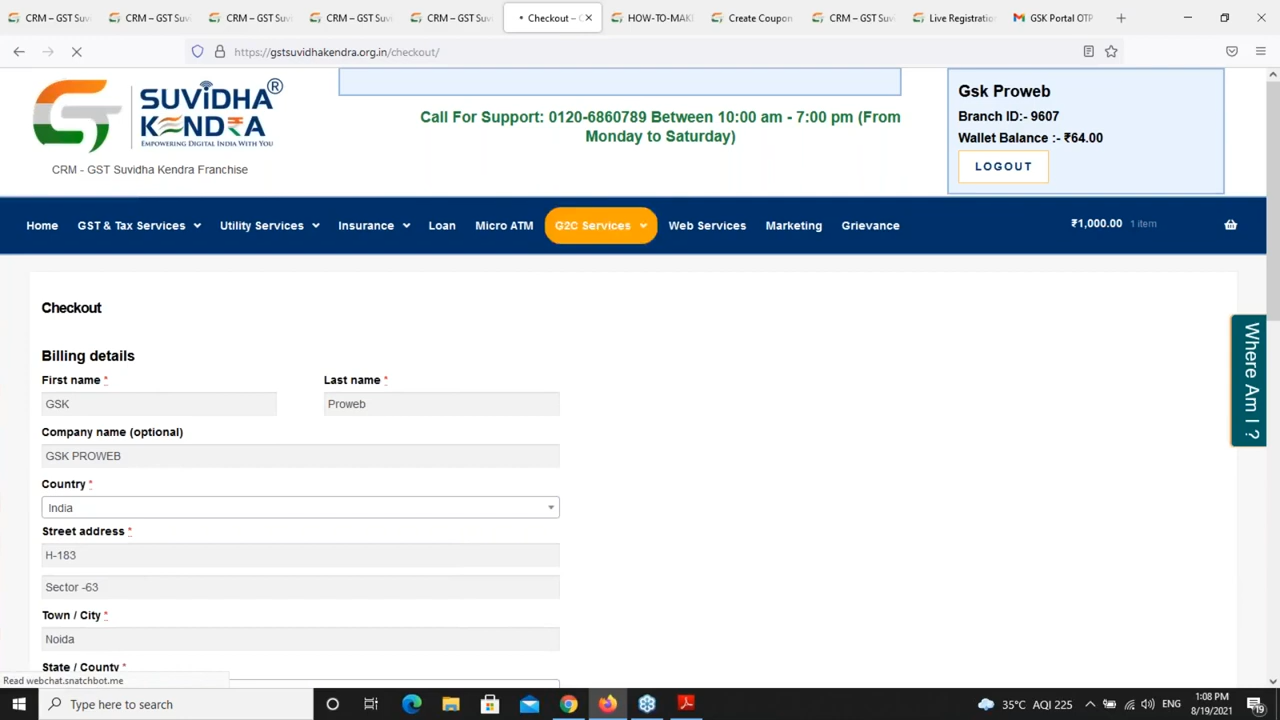 CRM – GST Suv
CRM – GST Suv
CRM – GST Suv
CRM – GST Suv
CRM – GST Suv
Checkout –
HOW-TO-MAK
Create Coupon
CRM – GST Suv
Live Registratio
GSK Portal OTP
https://gstsuvidhakendra.org.in/checkout/
SUVIDHA ®
KENDRA
EMPOWERING DIGITAL INDIA WITH YOU
CRM - GST Suvidha Kendra Franchise
Call For Support: 0120-6860789 Between 10:00 am - 7:00 pm (From
Monday to Saturday)
Gsk Proweb
Branch ID:- 9607
Wallet Balance :- ₹64.00
LOGOUT
Home GST & Tax Services Utility Services Insurance Loan Micro ATM G2C Services Web Services Marketing Grievance ₹1,000.00 1 item
Checkout
Billing details
First name * Last name *
GSK Proweb
Company name (optional)
GSK PROWEB
Country *
India
Street address *
H-183
Sector -63
Town / City *
Noida
State / County *
Where Am I ?
Read webchat.snatchbot.me
Type here to search
35°C AQI 225
ENG
1:08 PM
8/19/2021
19